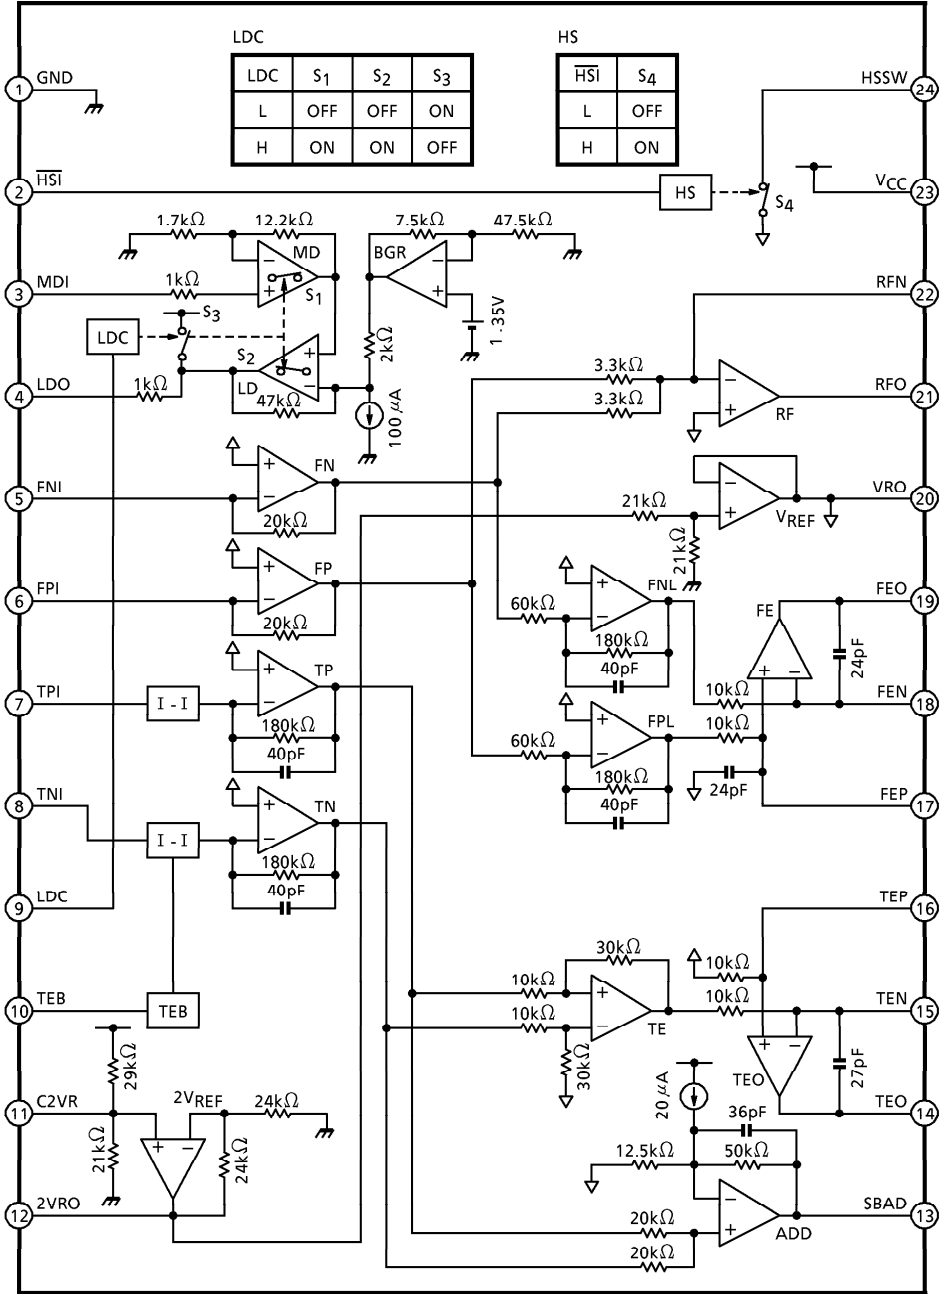 LDC
HS
LDC S1 S2 S3
L OFF OFF ON
H ON ON OFF
HSI S4
L OFF
H ON
1 GND
HSSW 24
2 HSI
HS
S4
VCC 23
1.7kΩ
12.2kΩ
7.5kΩ
47.5kΩ
MD
BGR
3 MDI
1kΩ
S1
1.35V
RFN 22
S3
LDC
S2
LD
2kΩ
4 LDO
1kΩ
47kΩ
100 μA
3.3kΩ
3.3kΩ
RF
RFO 21
5 FNI
FN
20kΩ
21kΩ
21kΩ
VREF
VRO 20
6 FPI
FP
20kΩ
60kΩ
FNL
180kΩ
40pF
FE
FEO 19
24pF
7 TPI
I - I
TP
180kΩ
40pF
10kΩ
FEN 18
60kΩ
FPL
180kΩ
40pF
10kΩ
24pF
FEP 17
8 TNI
I - I
TN
180kΩ
40pF
9 LDC
TEP 16
30kΩ
10kΩ
10kΩ
TE
30kΩ
10kΩ
10kΩ
TEN 15
10 TEB
TEB
29kΩ
TEO
27pF
TEO 14
11 C2VR
2VREF
24kΩ
21kΩ
24kΩ
20 μA
36pF
12.5kΩ
50kΩ
12 2VRO
20kΩ
20kΩ
ADD
SBAD 13